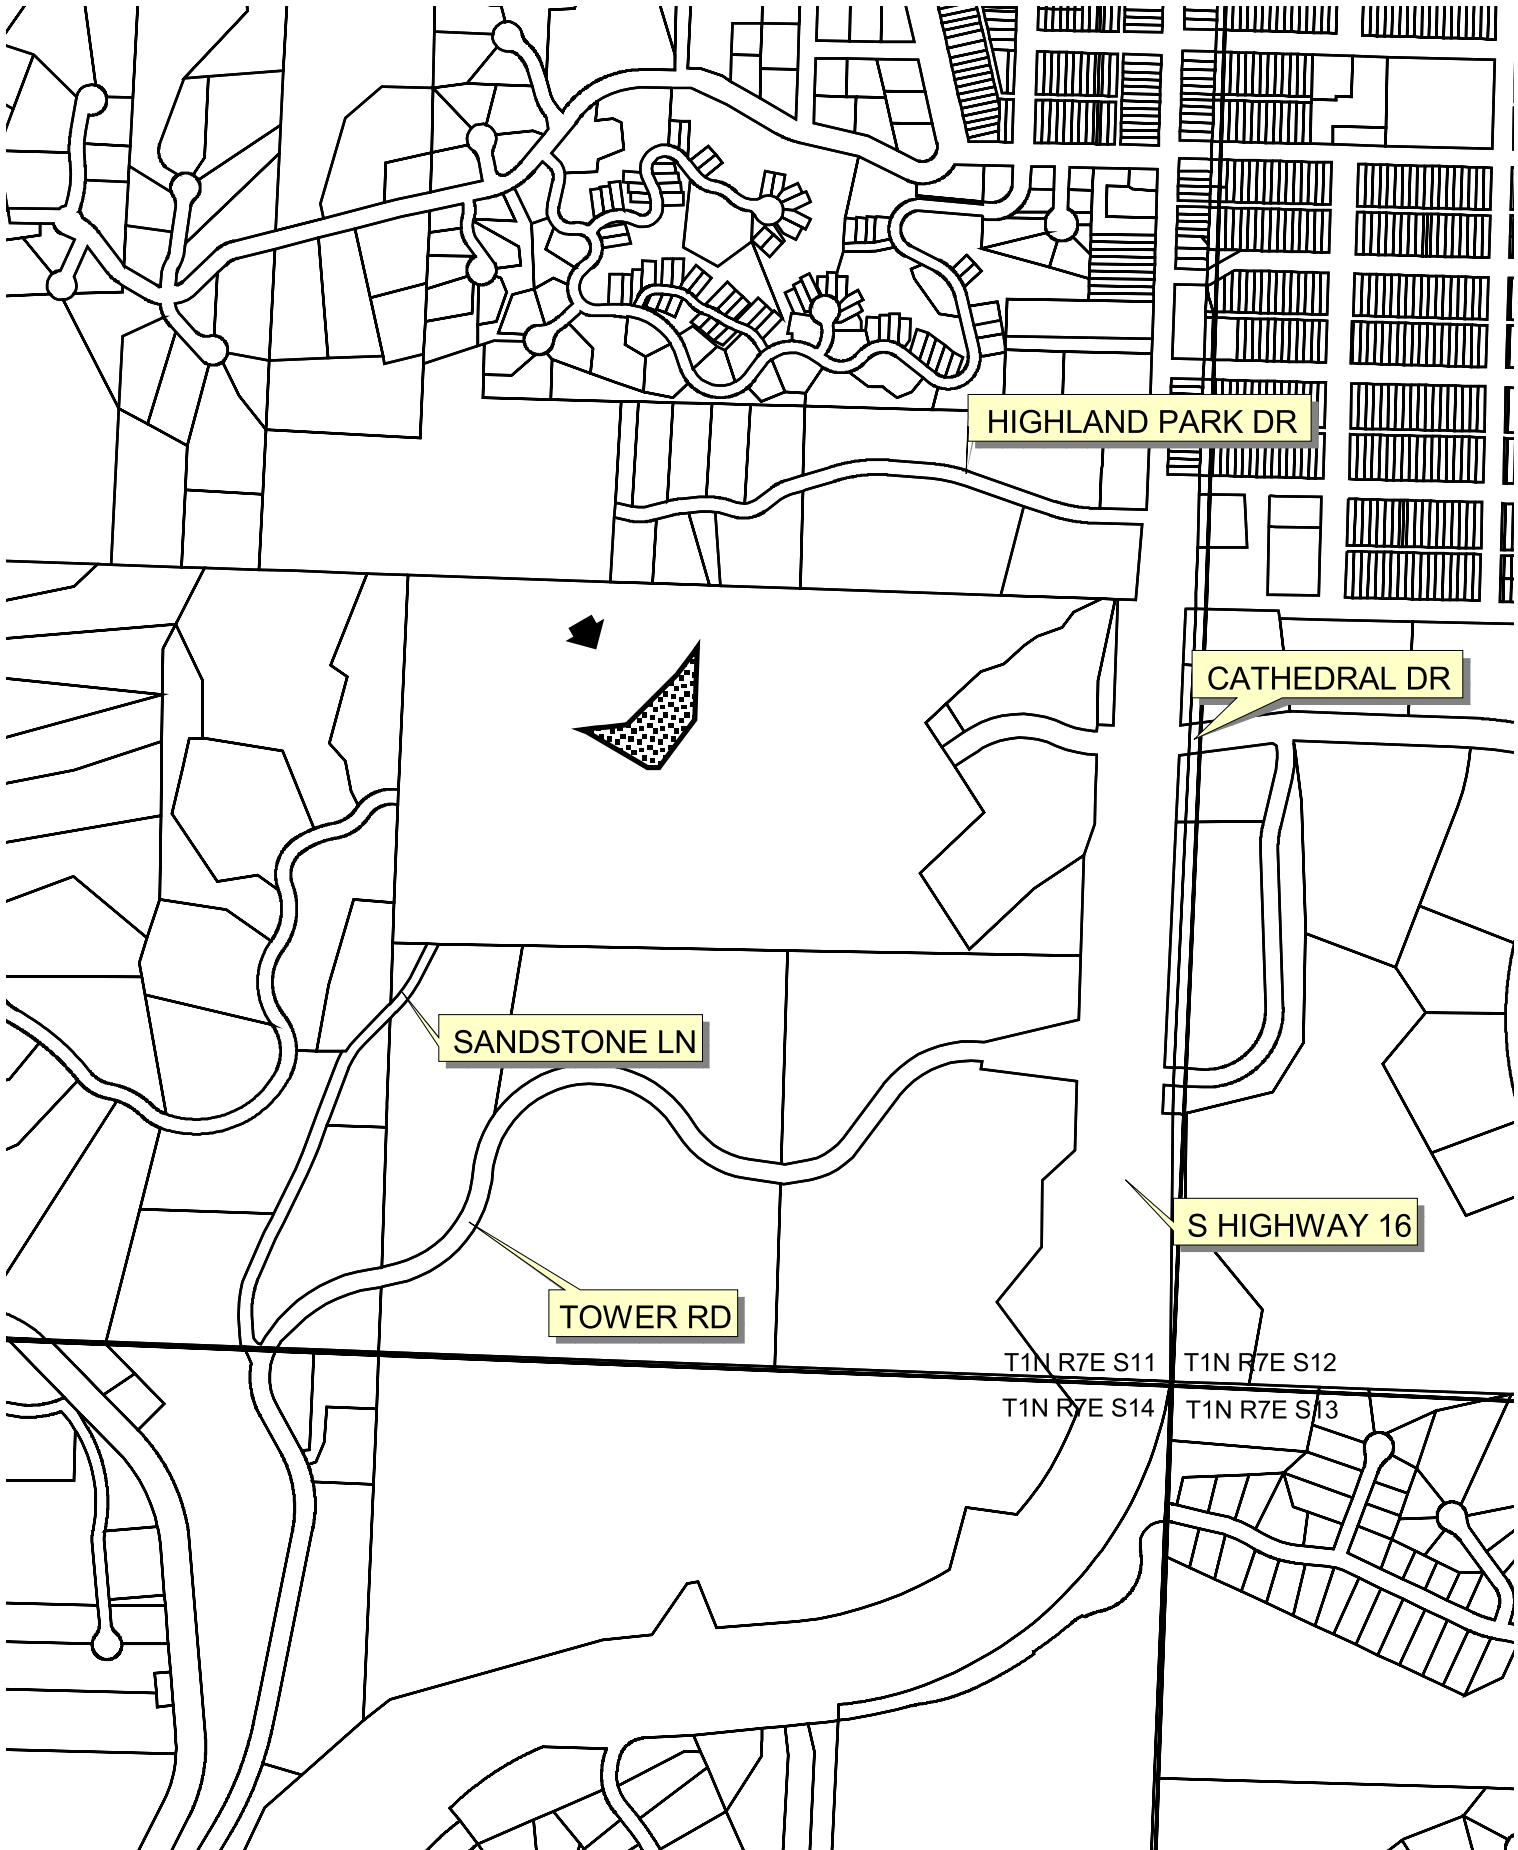 HIGHLAND PARK DR
CATHEDRAL DR
SANDSTONE LN
S HIGHWAY 16
TOWER RD
T1N R7E S11
T1N R7E S12
T1N R7E S14
T1N R7E S13